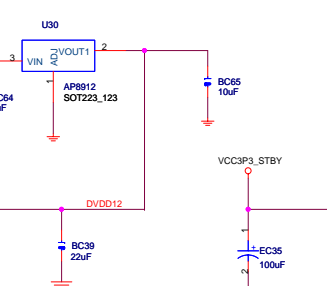 U30
3
VIN
ADJ
VOUT1
2
1
AP8912
SOT223_123
C64
BC65
10uF
VCC3P3_STBY
DVDD12
BC39
22uF
1
+
EC35
100uF
2